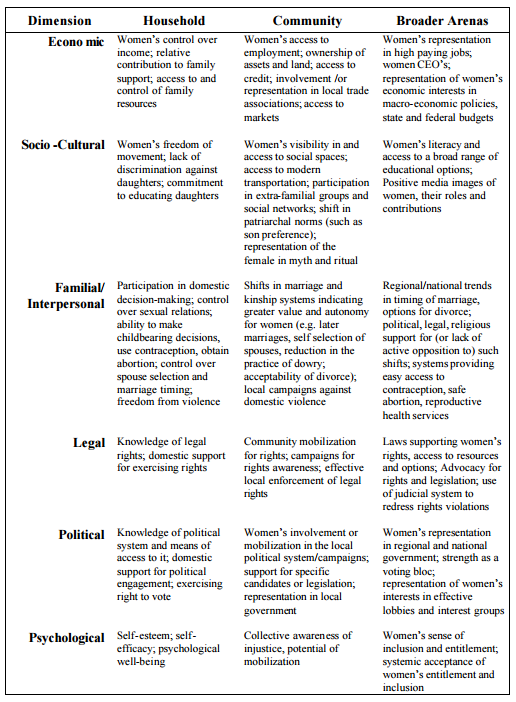 Dimension Household Community Broader Arenas
Econo mic
Women's control over
income; relative
contribution to family
support; access to and
control of family
resources
Women's access to
employment; ownership of
assets and land; access to
credit; involvement /or
representation in local trade
associations; access to
markets
Women's representation
in high paying jobs;
women CEO's;
representation of women's
economic interests in
macro-economic policies,
state and federal budgets
Socio -Cultural
Women's freedom of
movement; lack of
discrimination against
daughters; commitment
to educating daughters
Women's visibility in and
access to social spaces;
access to modern
transportation; participation
in extra-familial groups and
social networks; shift in
patriarchal norms (such as
son preference);
representation of the
female in myth and ritual
Women's literacy and
access to a broad range of
educational options;
Positive media images of
women, their roles and
contributions
Familial/
Interpersonal
Participation in domestic
decision-making; control
over sexual relations;
ability to make
childbearing decisions,
use contraception, obtain
abortion; control over
spouse selection and
marriage timing;
freedom from violence
Shifts in marriage and
kinship systems indicating
greater value and autonomy
for women (e.g. later
marriages, self selection of
spouses, reduction in the
practice of dowry;
acceptability of divorce);
local campaigns against
domestic violence
Regional/national trends
in timing of marriage,
options for divorce;
political, legal, religious
support for (or lack of
active opposition to) such
shifts; systems providing
easy access to
contraception, safe
abortion, reproductive
health services
Legal
Knowledge of legal
rights; domestic support
for exercising rights
Community mobilization
for rights; campaigns for
rights awareness; effective
local enforcement of legal
rights
Laws supporting women's
rights, access to resources
and options; Advocacy for
rights and legislation; use
of judicial system to
redress rights violations
Political
Knowledge of political
system and means of
access to it; domestic
support for political
engagement; exercising
right to vote
Women's involvement or
mobilization in the local
political system/campaigns;
support for specific
candidates or legislation;
representation in local
government
Women's representation
in regional and national
government; strength as a
voting bloc;
representation of women's
interests in effective
lobbies and interest groups
Psychological
Self-esteem; self-
efficacy; psychological
well-being
Collective awareness of
injustice, potential of
mobilization
Women's sense of
inclusion and entitlement;
systemic acceptance of
women's entitlement and
inclusion